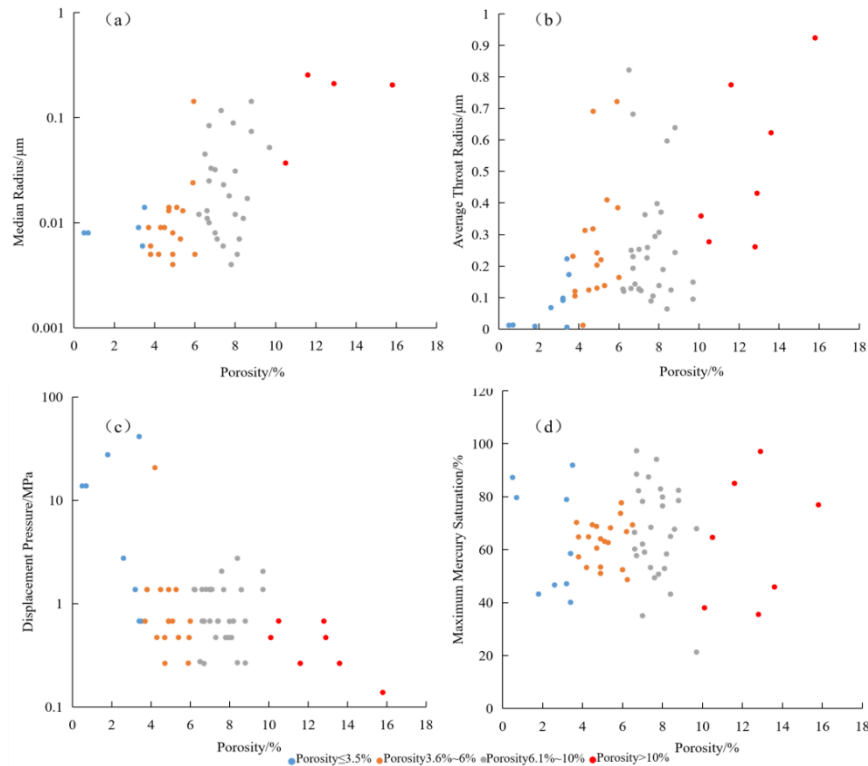 (a)
1
0.1
0.01
0.001
Median Radius/μm
0 2 4 6 8 10 12 14 16 18
Porosity/%
(b)
1
0.9
0.8
0.7
0.6
0.5
0.4
0.3
0.2
0.1
0
Average Throat Radius/μm
0 2 4 6 8 10 12 14 16 18
Porosity/%
(c)
100
10
1
0.1
Displacement Pressure/MPa
0 2 4 6 8 10 12 14 16 18
Porosity/%
(d)
120
100
80
60
40
20
0
Maximum Mercury Saturation/%
0 2 4 6 8 10 12 14 16 18
Porosity/%
Porosity≤3.5% Porosity3.6%~6% Porosity6.1%~10% Porosity>10%